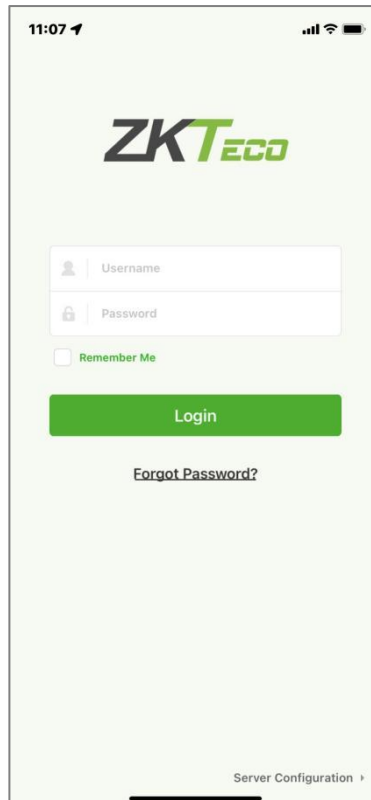 11:07
ZKTECO
Username
Password
Remember Me
Login
Forgot Password?
Server Configuration